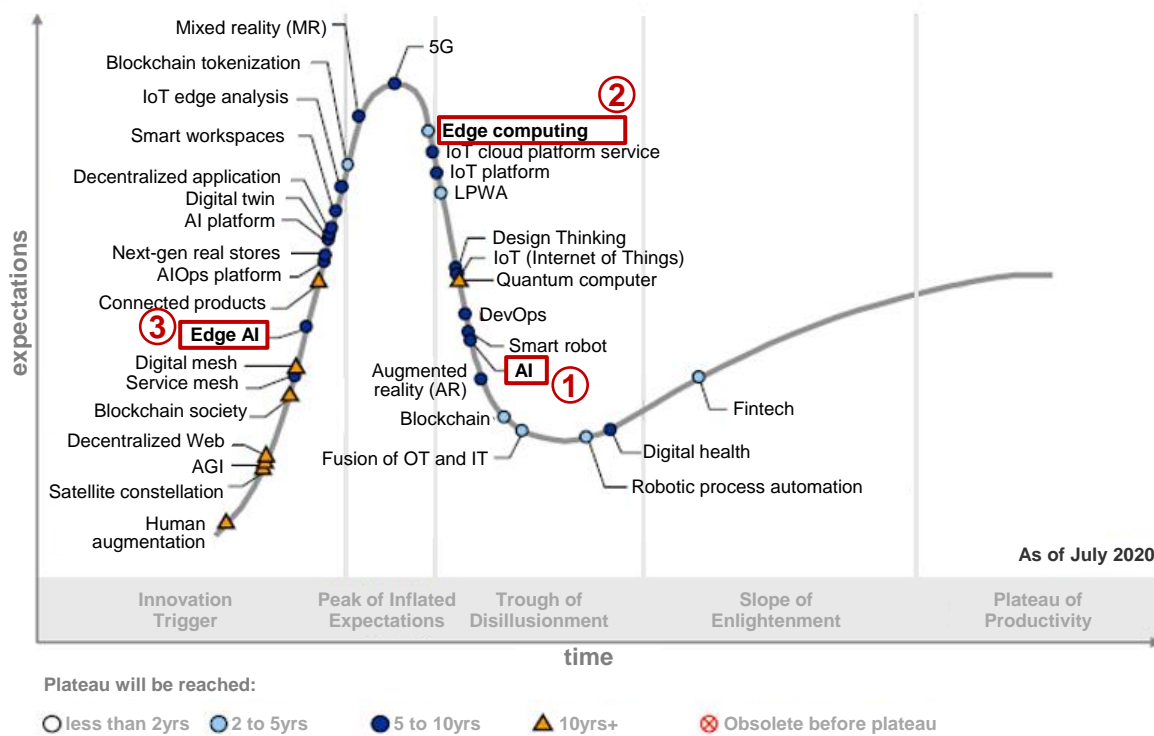 Mixed reality (MR)
5G
Blockchain tokenization
IoT edge analysis
②
Smart workspaces
Edge computing
IoT cloud platform service
IoT platform
Decentralized application
LPWA
Digital twin
AI platform
Design Thinking
Next-gen real stores
IoT (Internet of Things)
AIOps platform
Quantum computer
Connected products
DevOps
③
Edge AI
Smart robot
Digital mesh
Augmented
reality (AR)
AI
①
Service mesh
Blockchain society
Blockchain
Fintech
Decentralized Web
Fusion of OT and IT
Digital health
AGI
Satellite constellation
Robotic process automation
Human
augmentation
expectations
As of July 2020
Innovation
Trigger
Peak of Inflated
Expectations
Trough of
Disillusionment
Slope of
Enlightenment
Plateau of
Productivity
time
Plateau will be reached:
less than 2yrs
2 to 5yrs
5 to 10yrs
10yrs+
Obsolete before plateau